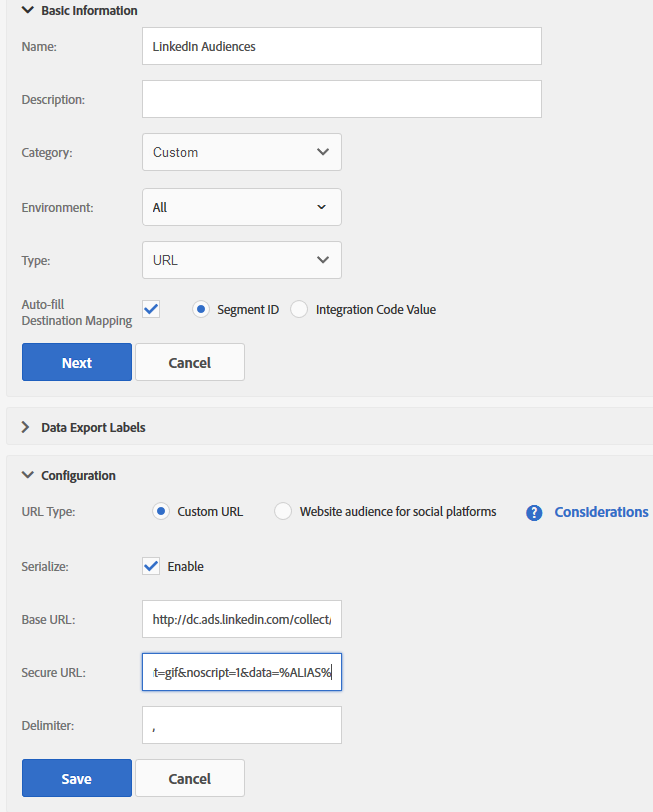 Basic Information
Name: LinkedIn Audiences
Description:
Category: Custom
Environment: All
Type: URL
Auto-fill
Destination Mapping Segment ID Integration Code Value
Next Cancel
Data Export Labels
Configuration
URL Type: Custom URL Website audience for social platforms ? Considerations
Serialize: Enable
Base URL: http://dc.ads.linkedin.com/collect/
Secure URL: t=gif&noscript=1&data=%ALIAS%
Delimiter: ,
Save Cancel